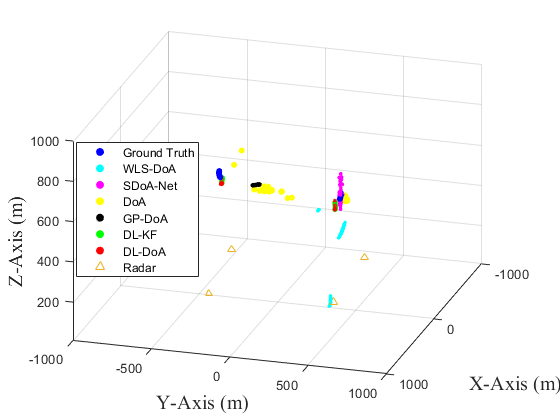 1000
800
600
400
200
Z-Axis (m)
Ground Truth
WLS-DoA
SDoA-Net
DoA
GP-DoA
DL-KF
DL-DoA
Radar
-1000
-500
0
500
1000
Y-Axis (m)
-1000
0
1000
X-Axis (m)